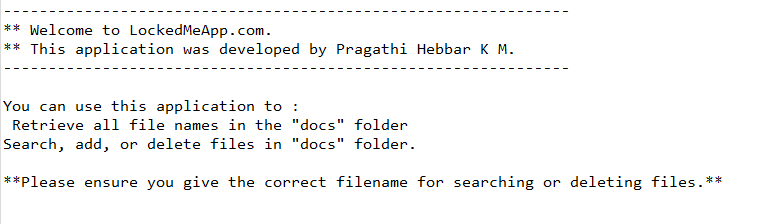 ---------------------------------------------------------------
** Welcome to LockedMeApp.com.
** This application was developed by Pragathi Hebbar K M.
---------------------------------------------------------------
You can use this application to :
Retrieve all file names in the "docs" folder
Search, add, or delete files in "docs" folder.
**Please ensure you give the correct filename for searching or deleting files.**